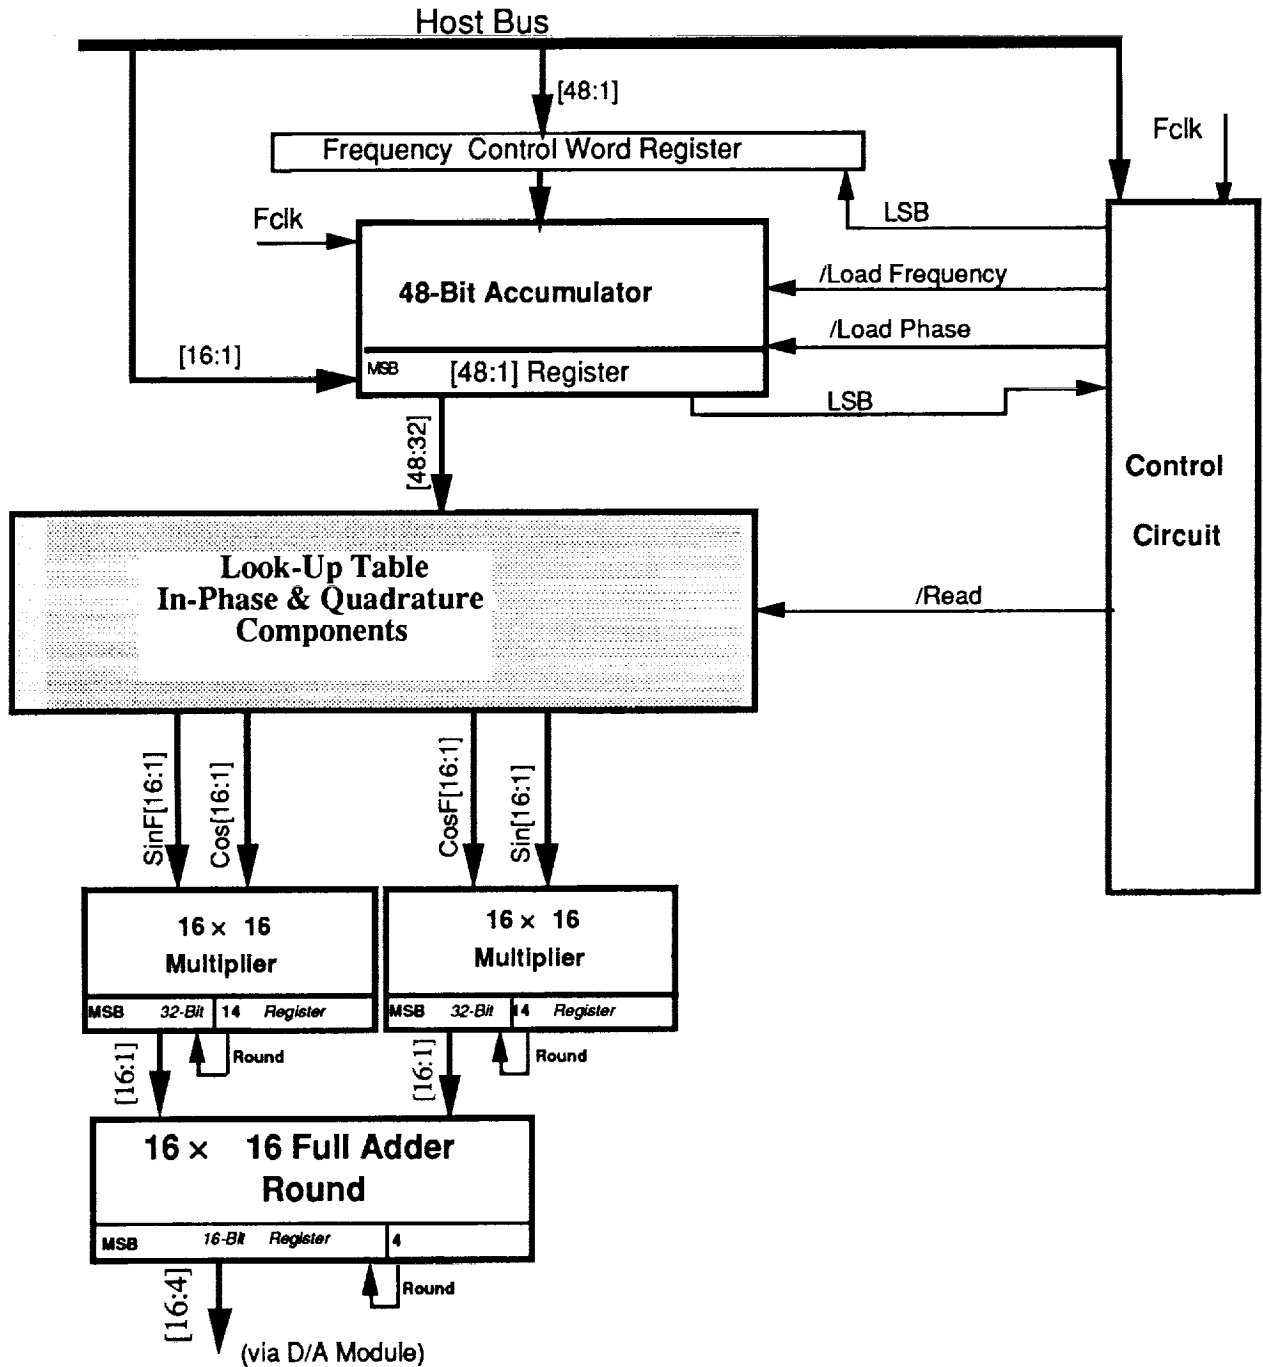 Host Bus
[48:1]
Frequency Control Word Register
Fclk
Fclk
LSB
48-Bit Accumulator
/Load Frequency
/Load Phase
[16:1]
MSB [48:1] Register
LSB
[48:32]
Control
Circuit
Look-Up Table
In-Phase & Quadrature
Components
/Read
SinF[16:1]
Cos[16:1]
CosF[16:1]
Sin[16:1]
16 × 16
Multiplier
MSB 32-Bit 14 Register
16 × 16
Multiplier
MSB 32-Bit 14 Register
[16:1]
Round
[16:1]
Round
16 × 16 Full Adder
Round
MSB 16-Bit Register 4
[16:4]
Round
(via D/A Module)